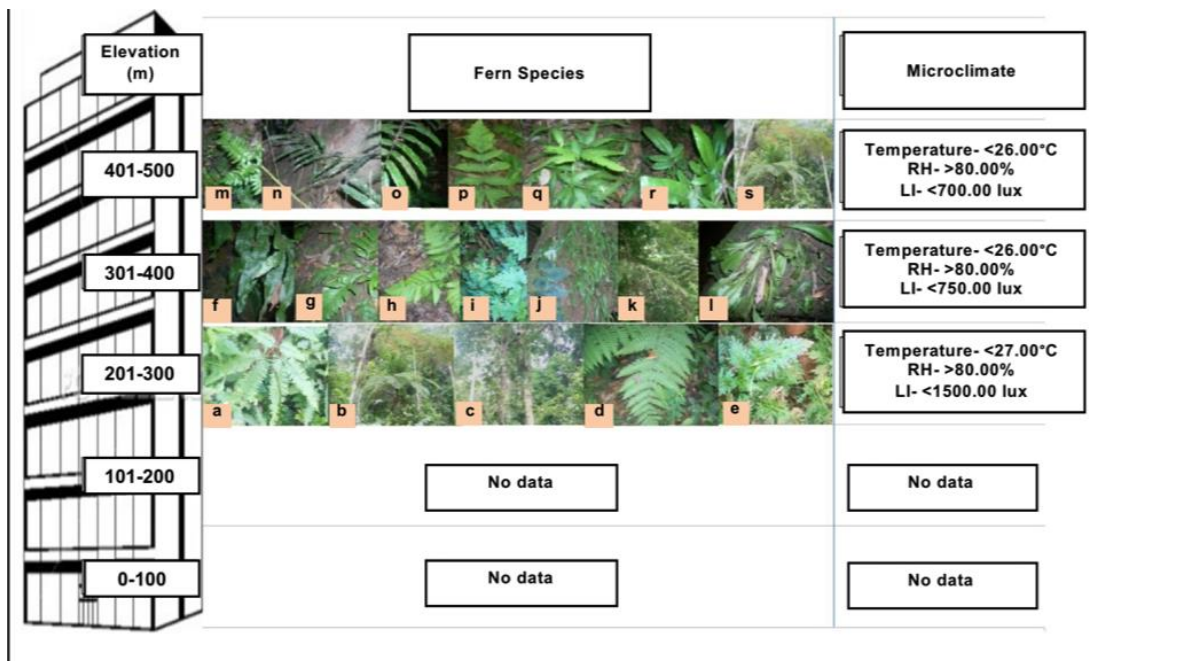 Elevation
(m)
Fern Species
Microclimate
401-500
m n o p q r s
Temperature- <26.00°C
RH- >80.00%
LI- <700.00 lux
301-400
f g h i j k l
Temperature- <26.00°C
RH- >80.00%
LI- <750.00 lux
201-300
a b c d e
Temperature- <27.00°C
RH- >80.00%
LI- <1500.00 lux
101-200
No data
No data
0-100
No data
No data